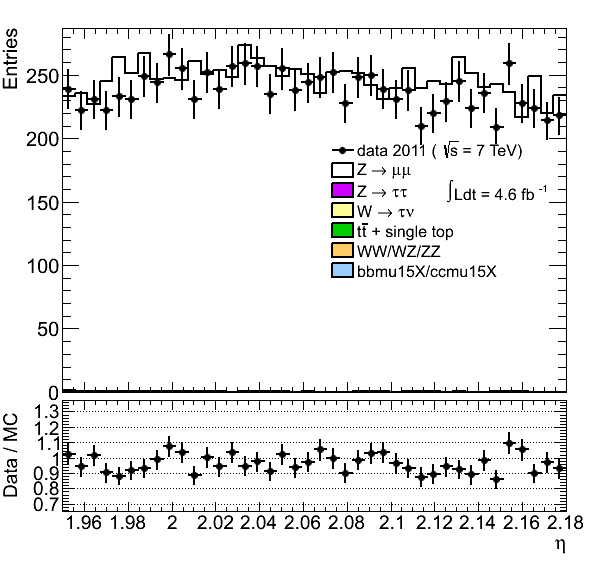 Entries
250
200
150
100
50
0
data 2011 ( √s = 7 TeV)
Z → μμ
Z → ττ
∫Ldt = 4.6 fb⁻¹
W → τν
tt̄ + single top
WW/WZ/ZZ
bbmu15X/ccmu15X
Data / MC
1.3
1.2
1.1
1
0.9
0.8
0.7
1.96 1.98 2 2.02 2.04 2.06 2.08 2.1 2.12 2.14 2.16 2.18
η